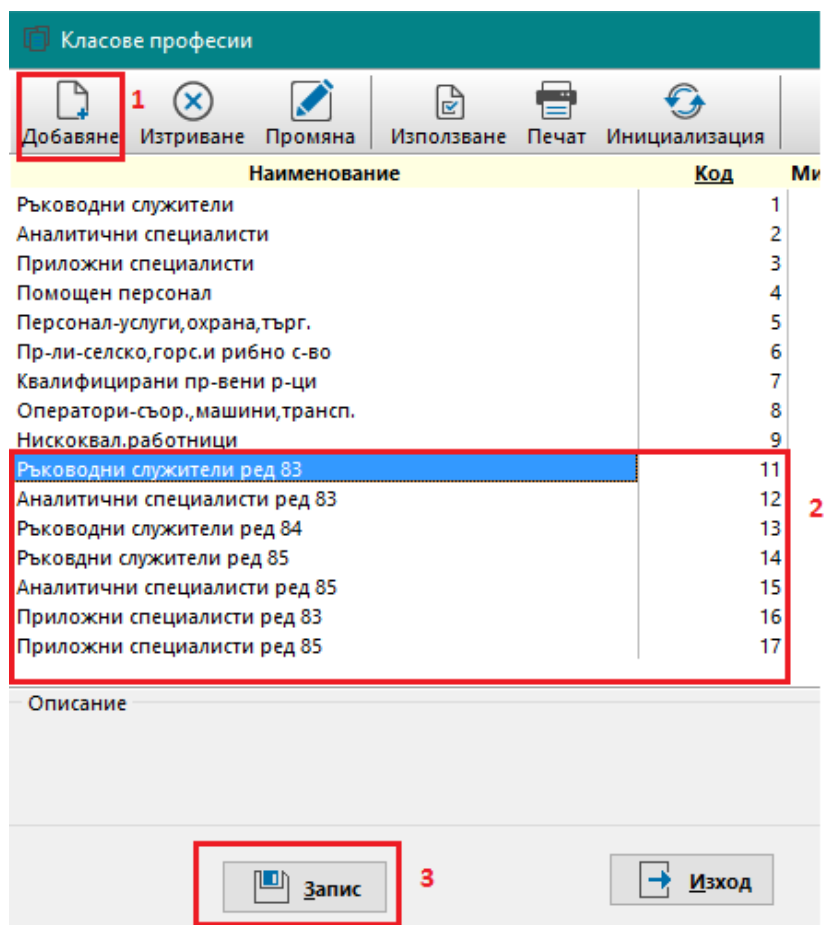 Класове професии
1
Добавяне Изтриване Промяна Използване Печат Инициализация
Наименование Код Ми
Ръководни служители 1
Аналитични специалисти 2
Приложни специалисти 3
Помощен персонал 4
Персонал-услуги,охрана,търг. 5
Пр-ли-селско,горс.и рибно с-во 6
Квалифицирани пр-вени р-ци 7
Оператори-съор.,машини,трансп. 8
Нискоквал.работници 9
Ръководни служители ред 83 11
Аналитични специалисти ред 83 12
2
Ръководни служители ред 84 13
Ръковдни служители ред 85 14
Аналитични специалисти ред 85 15
Приложни специалисти ред 83 16
Приложни специалисти ред 85 17
Описание
Запис 3 Изход